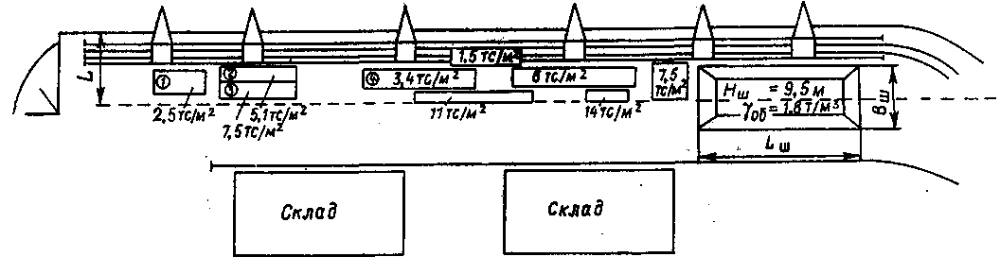 L
1,5 тс/м²
①
②
③
④ 3,4 тс/м²
6 тс/м²
7,5
тс/м²
2,5 тс/м²
5,1 тс/м²
7,5 тс/м²
11 тс/м²
14 тс/м²
Hш = 9,5 м
γоб = 1,8 т/м³
Bш
Lш
Склад
Склад